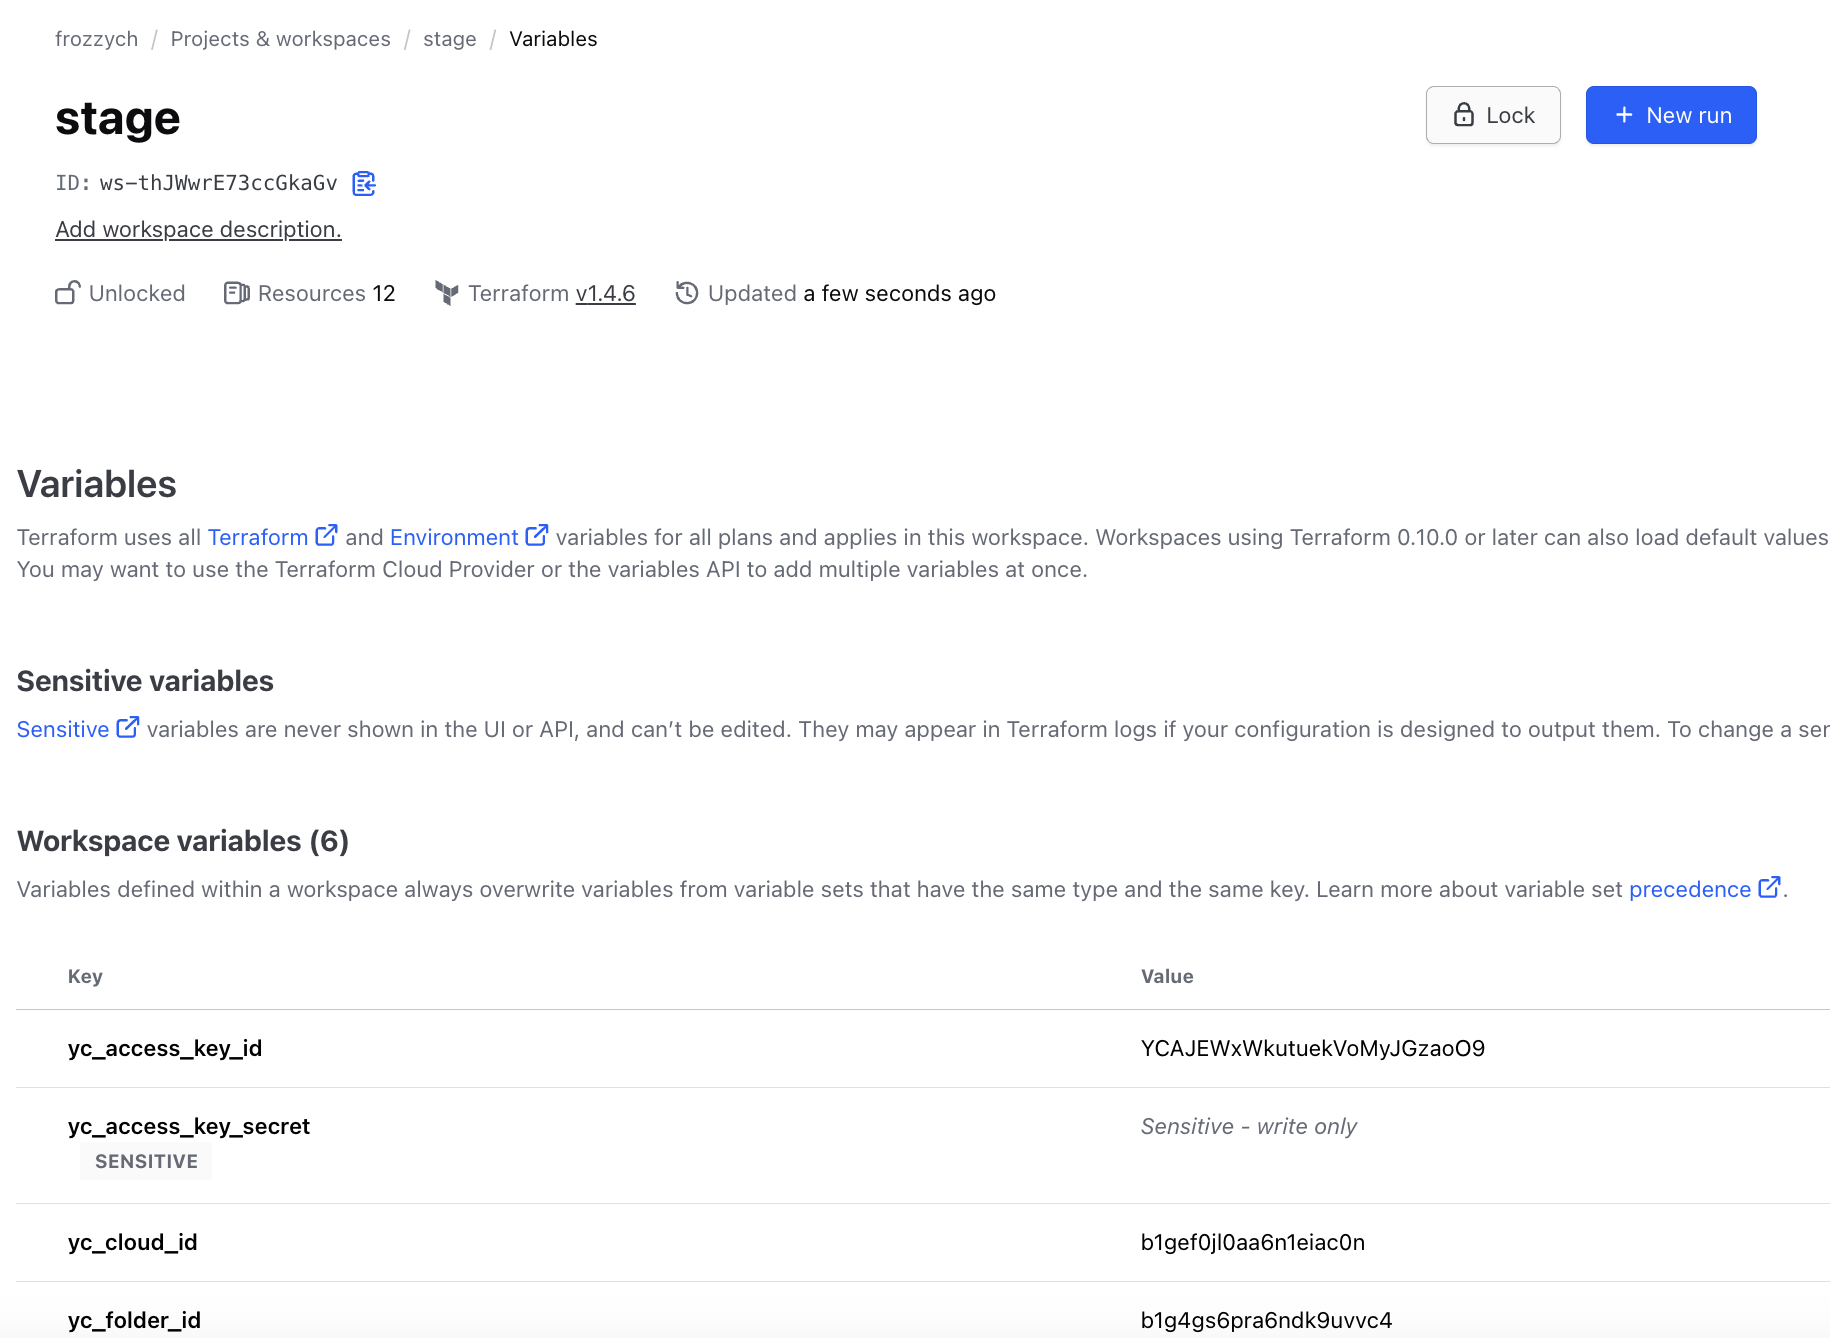 frozzych / Projects & workspaces / stage / Variables
stage
Lock
+ New run
ID: ws-thJWwrE73ccGkaGv
Add workspace description.
Unlocked Resources 12 Terraform v1.4.6 Updated a few seconds ago
Variables
Terraform uses all Terraform and Environment variables for all plans and applies in this workspace. Workspaces using Terraform 0.10.0 or later can also load default values
You may want to use the Terraform Cloud Provider or the variables API to add multiple variables at once.
Sensitive variables
Sensitive variables are never shown in the UI or API, and can’t be edited. They may appear in Terraform logs if your configuration is designed to output them. To change a
Workspace variables (6)
Variables defined within a workspace always overwrite variables from variable sets that have the same type and the same key. Learn more about variable set precedence.
Key Value
yc_access_key_id YCAJEWxWkutuekVoMyJGzaoO9
yc_access_key_secret Sensitive - write only
SENSITIVE
yc_cloud_id b1gef0jl0aa6n1eiac0n
yc_folder_id b1g4gs6pra6ndk9uvvc4